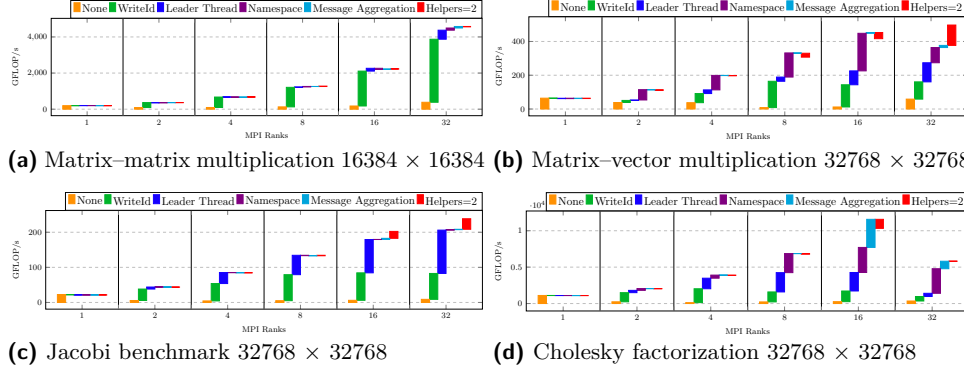 None WriteId Leader Thread Namespace Message Aggregation Helpers=2
GFLOP/s
4,000
2,000
0
1 2 4 8 16 32
MPI Ranks
(a) Matrix–matrix multiplication 16384 × 16384
None WriteId Leader Thread Namespace Message Aggregation Helpers=2
GFLOP/s
400
200
0
1 2 4 8 16 32
MPI Ranks
(b) Matrix–vector multiplication 32768 × 32768
None WriteId Leader Thread Namespace Message Aggregation Helpers=2
GFLOP/s
200
100
0
1 2 4 8 16 32
MPI Ranks
(c) Jacobi benchmark 32768 × 32768
None WriteId Leader Thread Namespace Message Aggregation Helpers=2
·10⁴
GFLOP/s
1
0.5
0
1 2 4 8 16 32
MPI Ranks
(d) Cholesky factorization 32768 × 32768